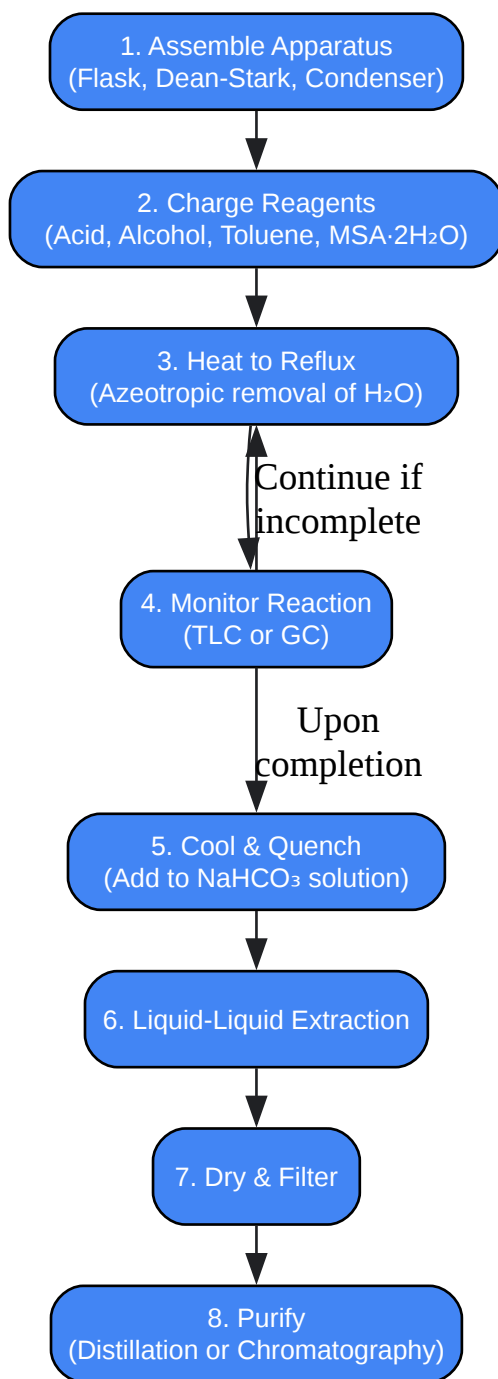 1. Assemble Apparatus
(Flask, Dean-Stark, Condenser)
2. Charge Reagents
(Acid, Alcohol, Toluene, MSA·2H₂O)
3. Heat to Reflux
(Azeotropic removal of H₂O)
Continue if
incomplete
4. Monitor Reaction
(TLC or GC)
Upon
completion
5. Cool & Quench
(Add to NaHCO₃ solution)
6. Liquid-Liquid Extraction
7. Dry & Filter
8. Purify
(Distillation or Chromatography)